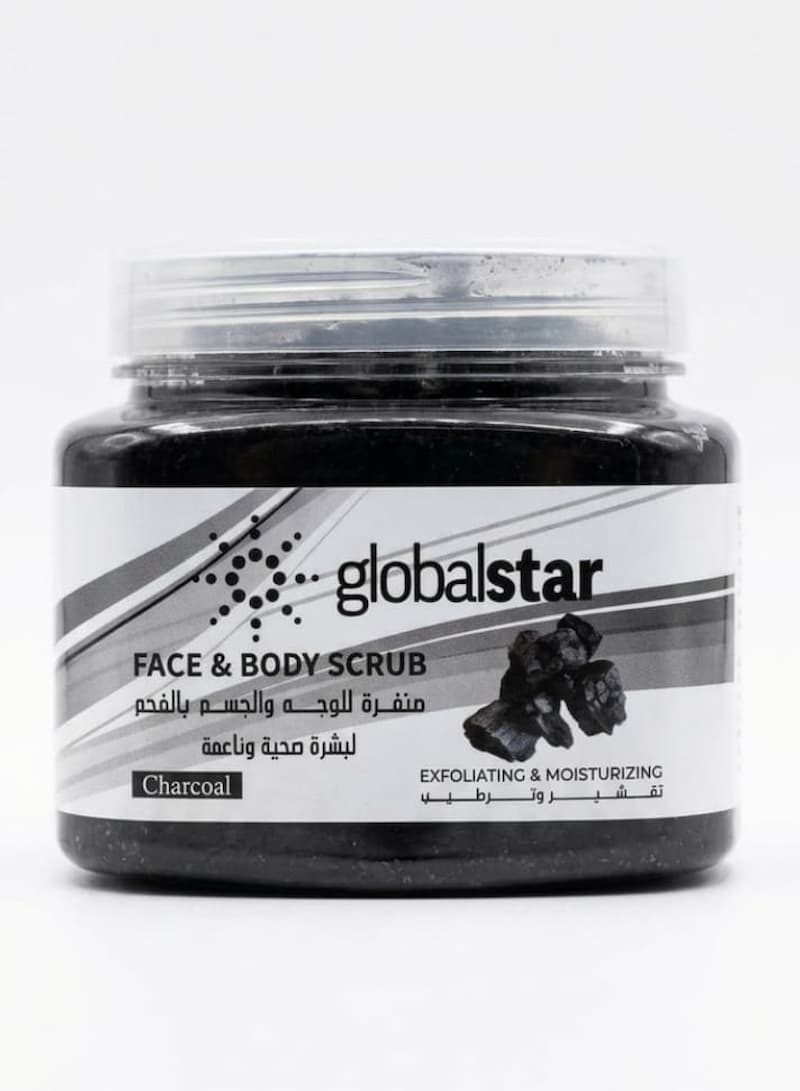 globalstar
FACE & BODY SCRUB
منفرة للوجه والجسم بالفحم
لبشرة صحية وناعمة
Charcoal
EXFOLIATING & MOISTURIZING
تقشير وترطيب